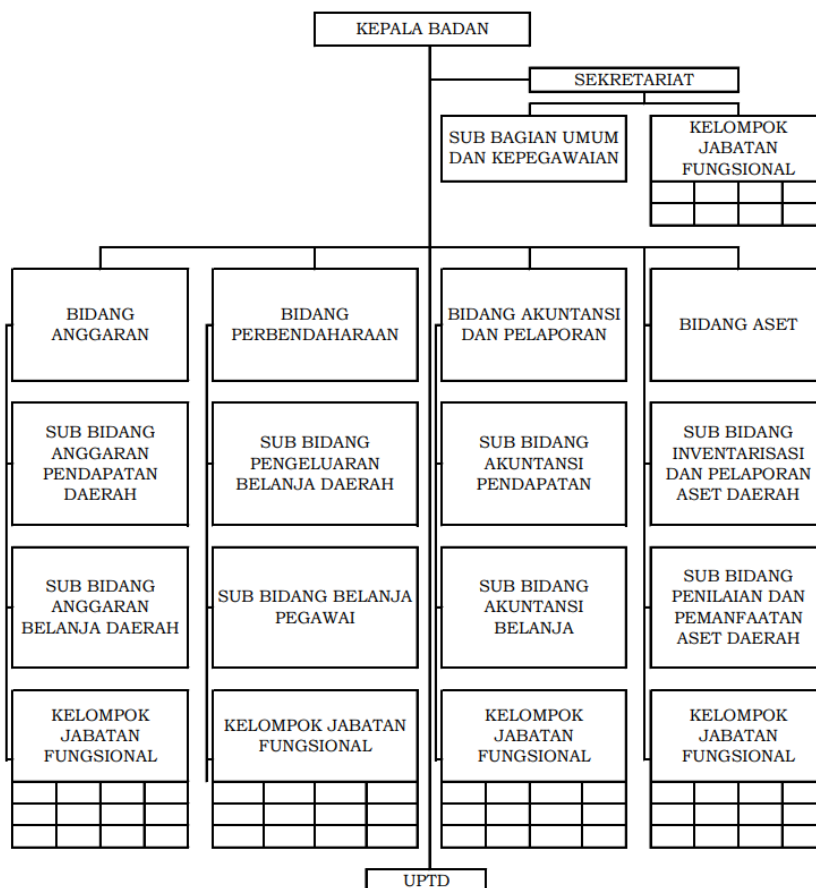 KEPALA BADAN
SEKRETARIAT
SUB BAGIAN UMUM
DAN KEPEGAWAIAN
KELOMPOK
JABATAN
FUNGSIONAL
BIDANG
ANGGARAN
BIDANG
PERBENDAHARAAN
BIDANG AKUNTANSI
DAN PELAPORAN
BIDANG ASET
SUB BIDANG
ANGGARAN
PENDAPATAN
DAERAH
SUB BIDANG
PENGELUARAN
BELANJA DAERAH
SUB BIDANG
AKUNTANSI
PENDAPATAN
SUB BIDANG
INVENTARISASI
DAN PELAPORAN
ASET DAERAH
SUB BIDANG
ANGGARAN
BELANJA DAERAH
SUB BIDANG BELANJA
PEGAWAI
SUB BIDANG
AKUNTANSI
BELANJA
SUB BIDANG
PENILAIAN DAN
PEMANFAATAN
ASET DAERAH
KELOMPOK
JABATAN
FUNGSIONAL
KELOMPOK JABATAN
FUNGSIONAL
KELOMPOK
JABATAN
FUNGSIONAL
KELOMPOK
JABATAN
FUNGSIONAL
UPTD